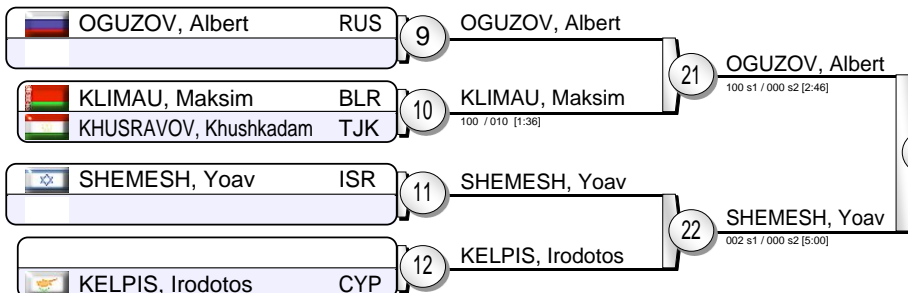 OGUZOV, Albert RUS
9
OGUZOV, Albert
KLIMAU, Maksim BLR
KHUSRAVOV, Khushkadam TJK
10
KLIMAU, Maksim
100 / 010 [1:36]
21
OGUZOV, Albert
100 s1 / 000 s2 [2:46]
SHEMESH, Yoav ISR
11
SHEMESH, Yoav
KELPIS, Irodotos CYP
12
KELPIS, Irodotos
22
SHEMESH, Yoav
002 s1 / 000 s2 [5:00]